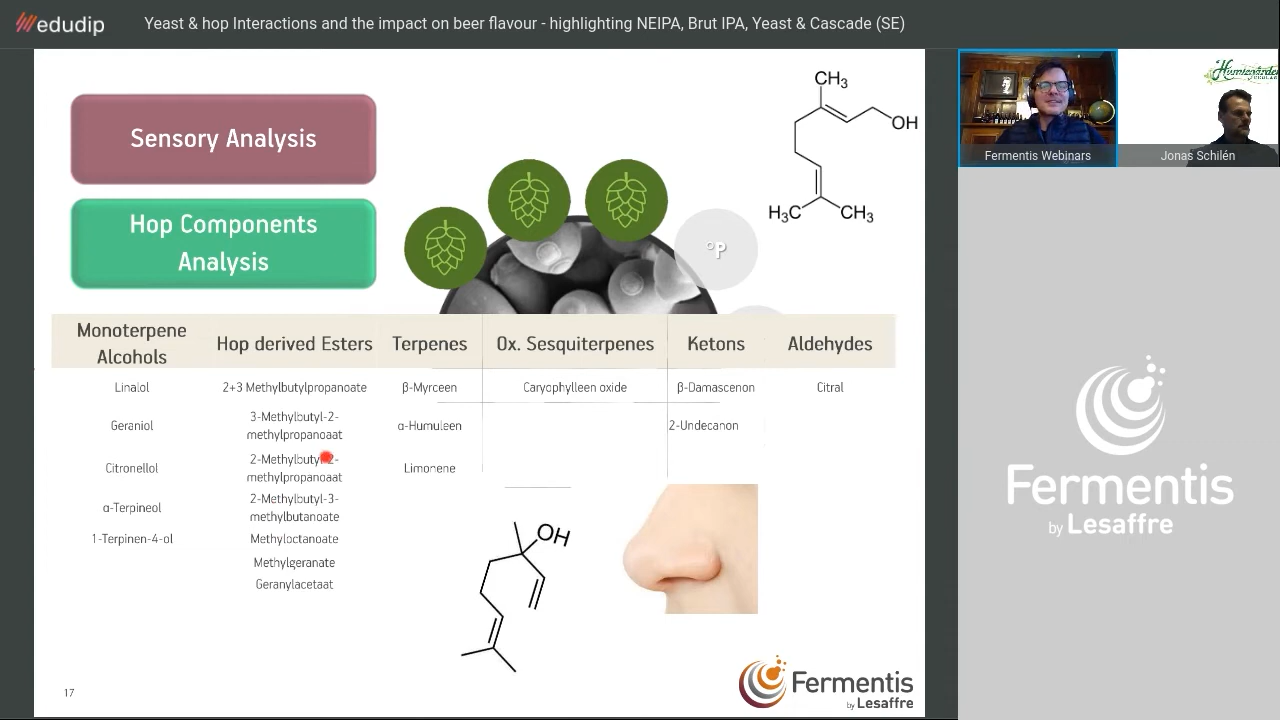 edudip
Yeast & hop Interactions and the impact on beer flavour - highlighting NEIPA, Brut IPA, Yeast & Cascade (SE)
Sensory Analysis
Hop Components
Analysis
°P
CH3
OH
H3C
CH3
Monoterpene
Alcohols
Hop derived Esters
Terpenes
Ox. Sesquiterpenes
Ketons
Aldehydes
Linalol
2+3 Methylbutylpropanoate
β-Myrceen
Caryophylleen oxide
β-Damascenon
Citral
Geraniol
3-Methylbutyl-2-
methylpropanoaat
α-Humuleen
2-Undecanon
Citronellol
2-Methylbutyl-2-
methylpropanoaat
Limonene
α-Terpineol
2-Methylbutyl-3-
methylbutanoate
1-Terpinen-4-ol
Methyloctanoate
Methylgeranate
Geranylacetaat
OH
17
Fermentis
by Lesaffre
Fermentis Webinars
Jonas Schilén
Fermentis
by Lesaffre